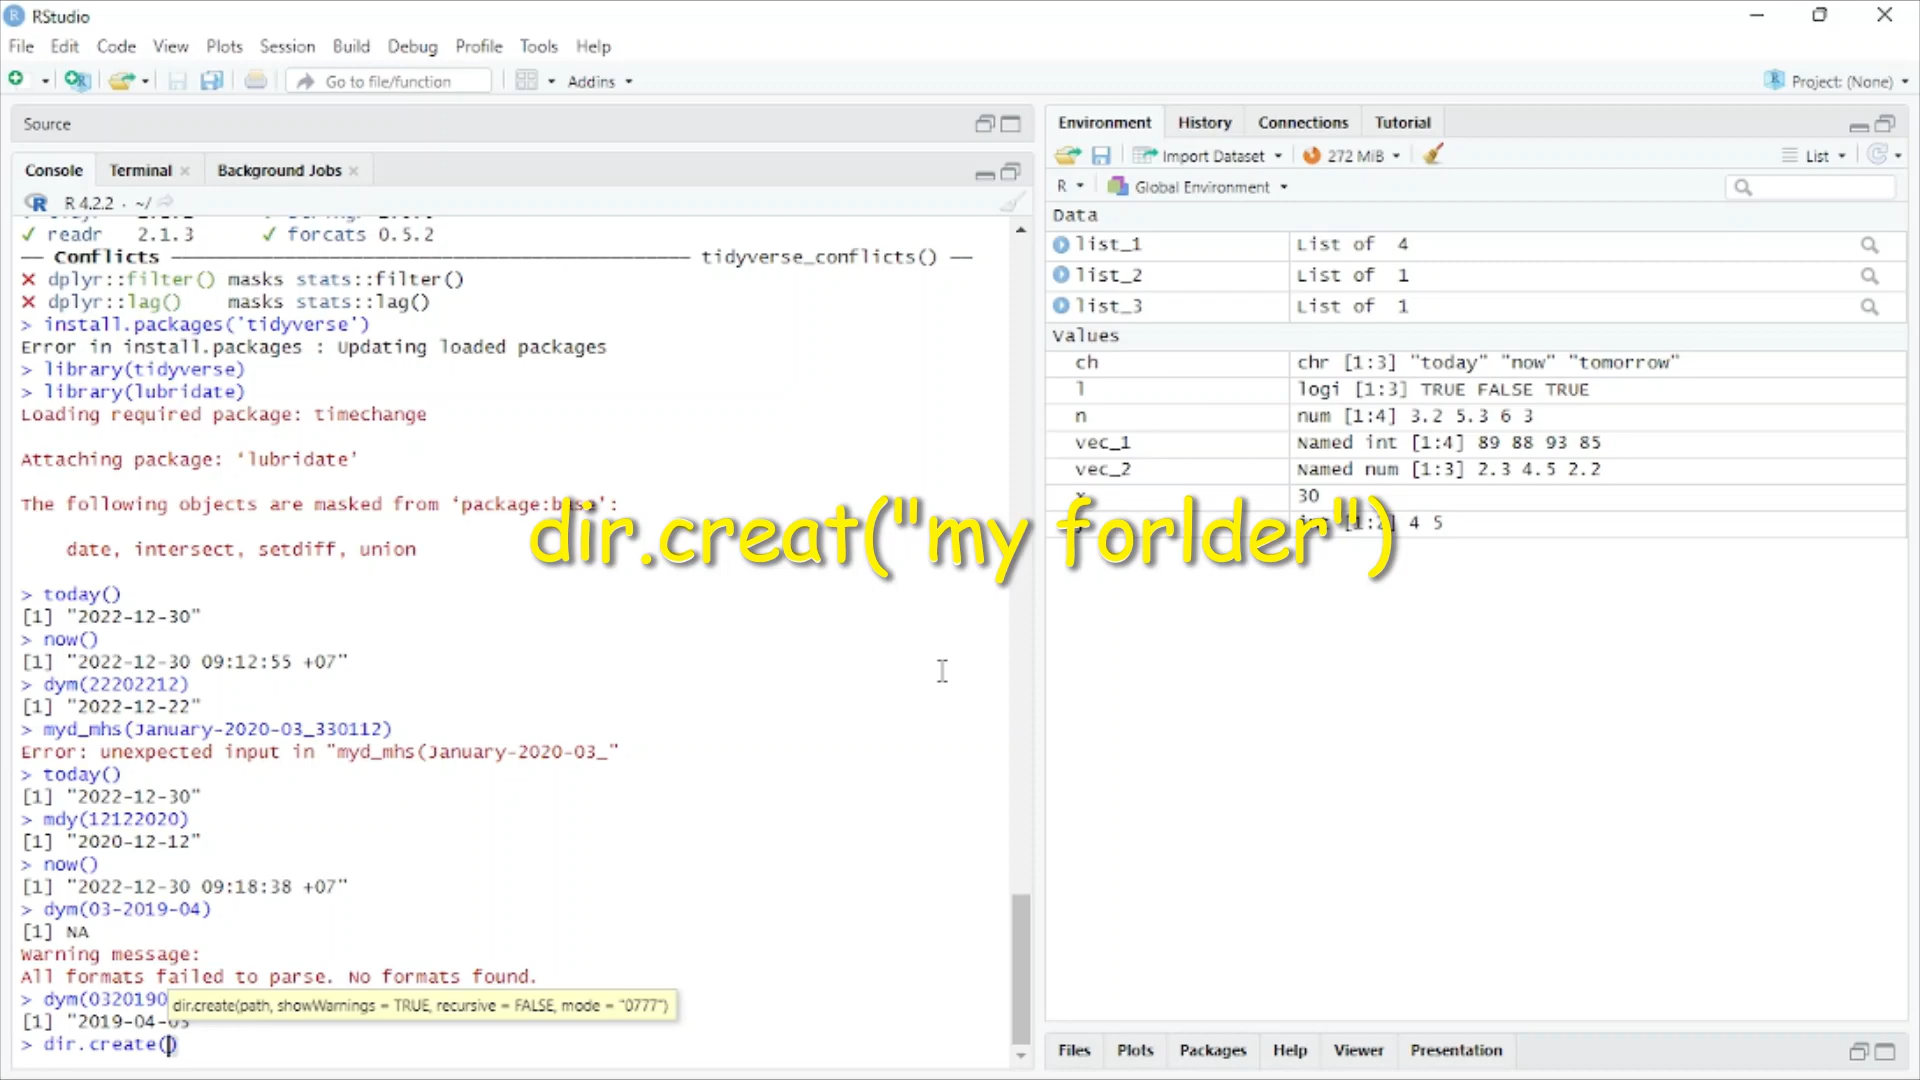 RStudio
File Edit Code View Plots Session Build Debug Profile Tools Help
Go to file/function Addins Project: (None)
Source
Console Terminal Background Jobs
R 4.2.2 · ~/
✓ readr 2.1.3 ✓ forcats 0.5.2
── Conflicts ── tidyverse_conflicts() ──
✗ dplyr::filter() masks stats::filter()
✗ dplyr::lag() masks stats::lag()
> install.packages('tidyverse')
Error in install.packages : Updating loaded packages
> library(tidyverse)
> library(lubridate)
Loading required package: timechange
Attaching package: ‘lubridate’
The following objects are masked from ‘package:base’:
date, intersect, setdiff, union
> today()
[1] "2022-12-30"
> now()
[1] "2022-12-30 09:12:55 +07"
> dym(22202212)
[1] "2022-12-22"
> myd_mhs(January-2020-03_330112)
Error: unexpected input in "myd_mhs(January-2020-03_"
> today()
[1] "2022-12-30"
> mdy(12122020)
[1] "2020-12-12"
> now()
[1] "2022-12-30 09:18:38 +07"
> dym(03-2019-04)
[1] NA
Warning message:
All formats failed to parse. No formats found.
> dym(0320190
dir.create(path, showWarnings = TRUE, recursive = FALSE, mode = "0777")
[1] "2019-04-03
> dir.create()
dir.creat("my forlder")
Environment History Connections Tutorial
Import Dataset 272 MiB List
R Global Environment
Data
list_1 List of 4
list_2 List of 1
list_3 List of 1
Values
ch chr [1:3] "today" "now" "tomorrow"
l logi [1:3] TRUE FALSE TRUE
n num [1:4] 3.2 5.3 6 3
vec_1 Named int [1:4] 89 88 93 85
vec_2 Named num [1:3] 2.3 4.5 2.2
30
int [1:2] 4 5
Files Plots Packages Help Viewer Presentation